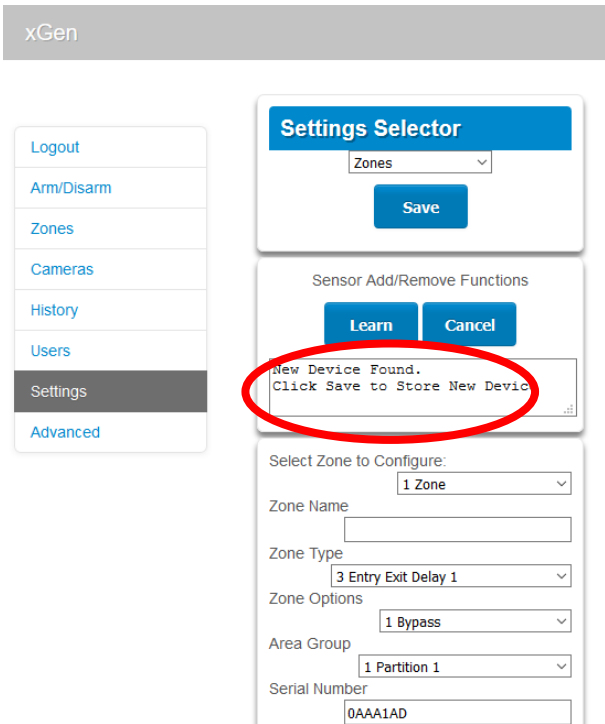 xGen
Logout
Arm/Disarm
Zones
Cameras
History
Users
Settings
Advanced
Settings Selector
Zones
Save
Sensor Add/Remove Functions
Learn Cancel
New Device Found.
Click Save to Store New Devic
Select Zone to Configure:
1 Zone
Zone Name
Zone Type
3 Entry Exit Delay 1
Zone Options
1 Bypass
Area Group
1 Partition 1
Serial Number
0AAA1AD